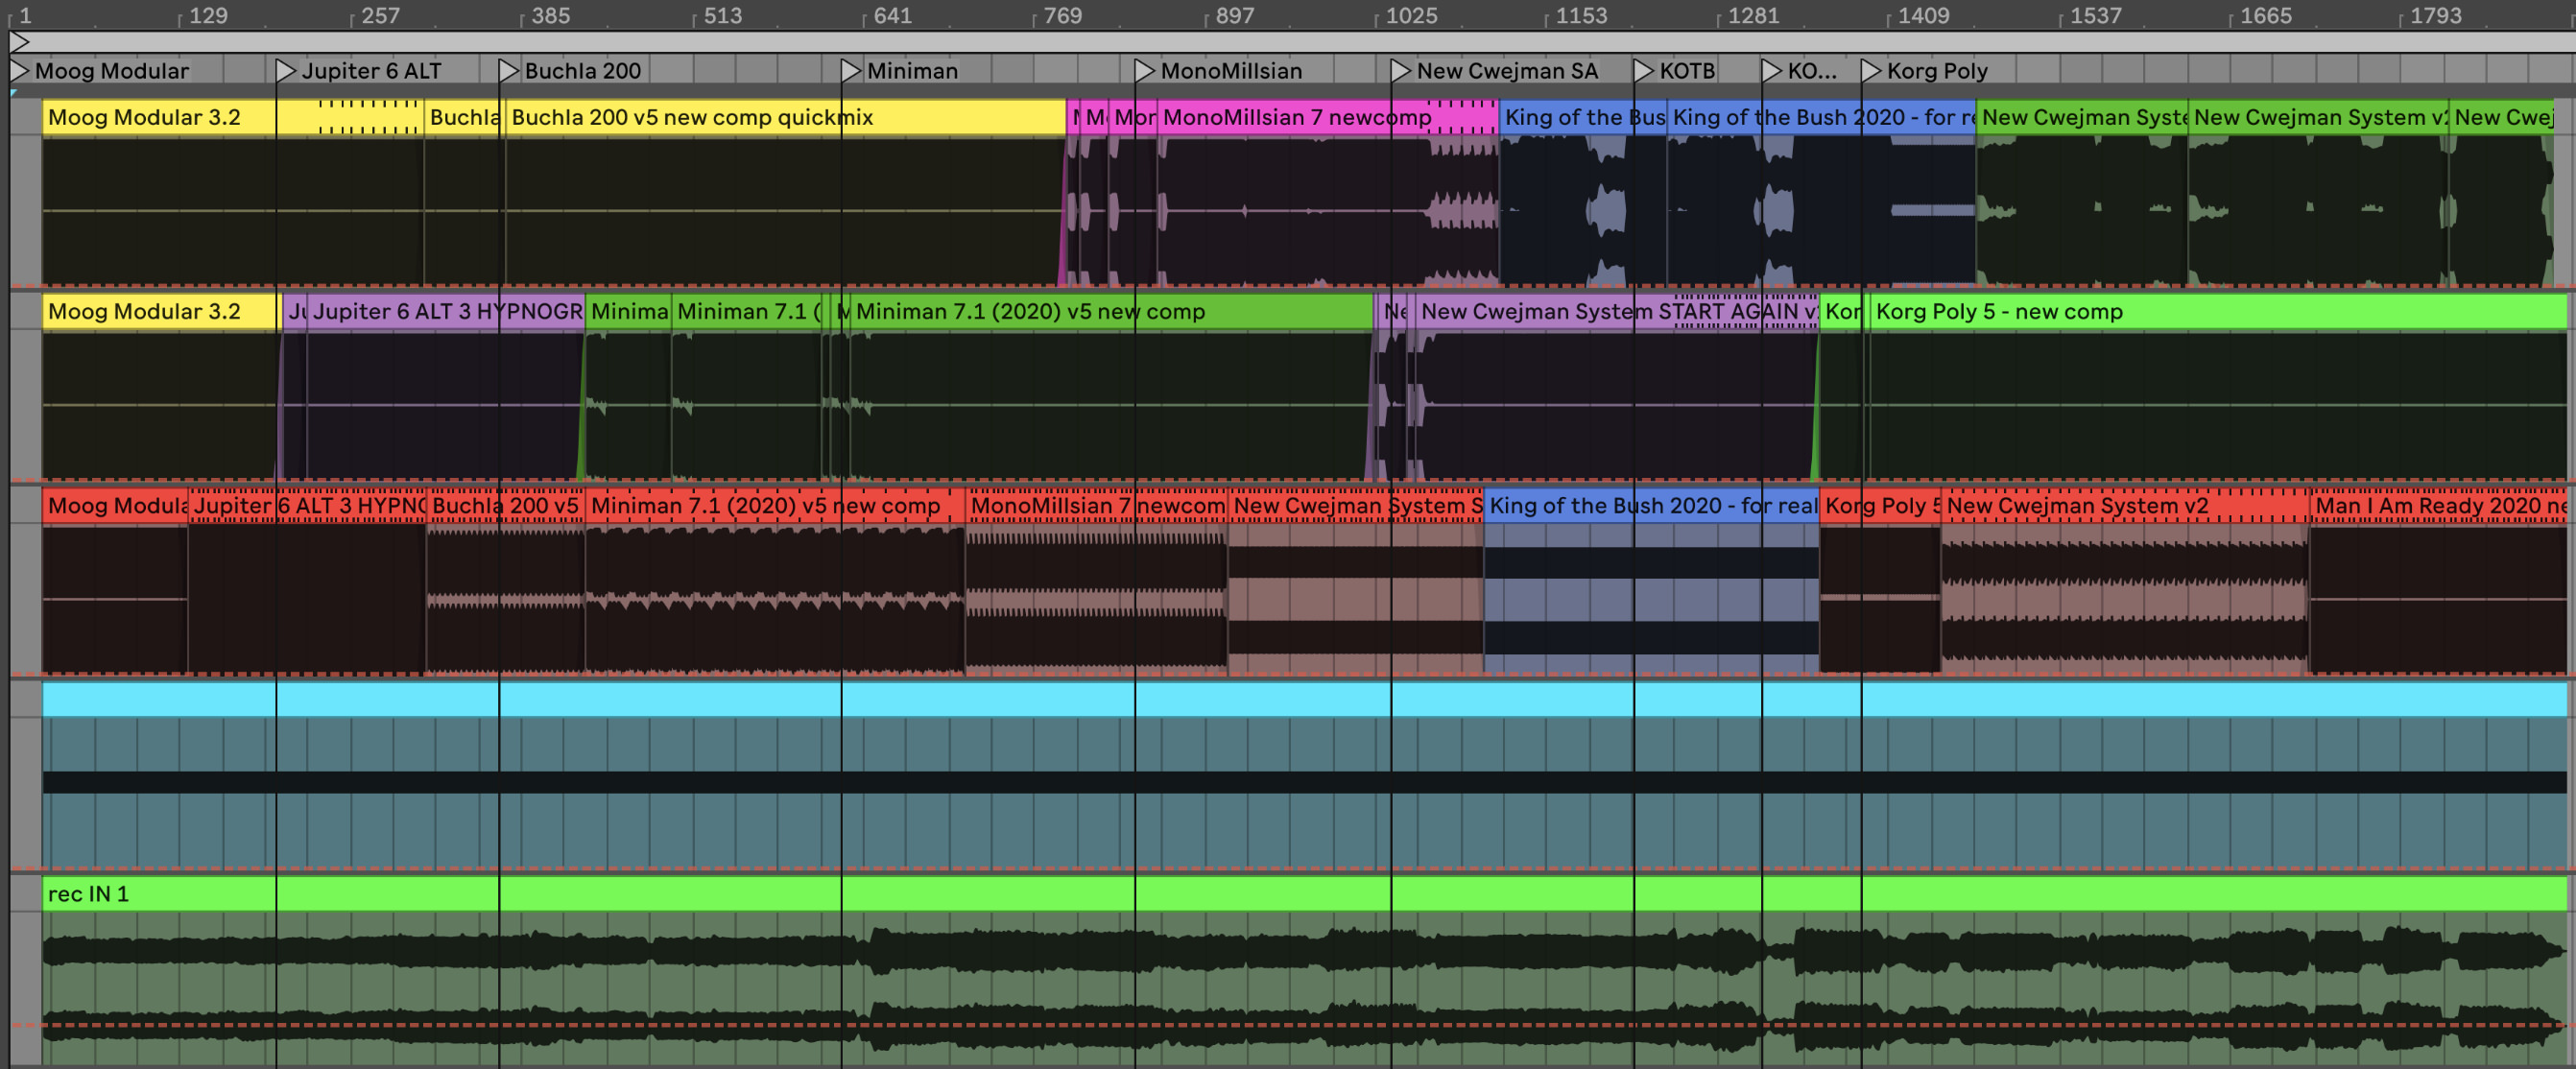 1 129 257 385 513 641 769 897 1025 1153 1281 1409 1537 1665 1793
Moog Modular Jupiter 6 ALT Buchla 200 Miniman MonoMillsian New Cwejman SA KOTB KO... Korg Poly
Moog Modular 3.2 Buchla Buchla 200 v5 new comp quickmix M Mor MonoMillsian 7 newcomp King of the Bus King of the Bush 2020 - for re New Cwejman Syste New Cwejman System v2 New Cwej
Moog Modular 3.2 Ju Jupiter 6 ALT 3 HYPNOGR Minima Miniman 7.1 ( M Miniman 7.1 (2020) v5 new comp Ne New Cwejman System START AGAIN v Kor Korg Poly 5 - new comp
Moog Modula Jupiter 6 ALT 3 HYPNO Buchla 200 v5 Miniman 7.1 (2020) v5 new comp MonoMillsian 7 newcom New Cwejman System S King of the Bush 2020 - for real Korg Poly 5 New Cwejman System v2 Man I Am Ready 2020 ne
rec IN 1